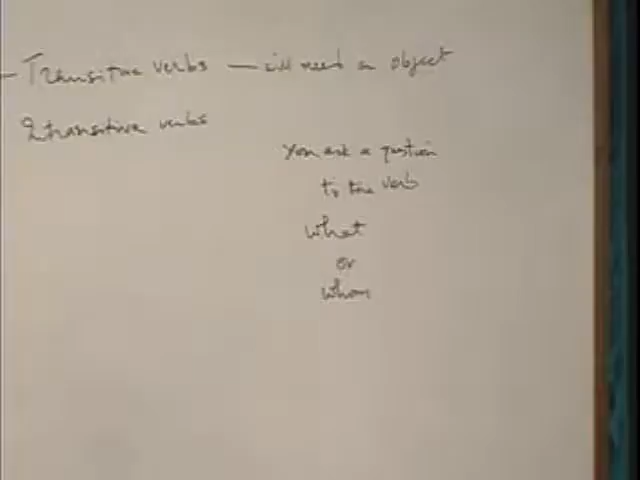 - Transitive verbs - will need an object
Intransitive verbs
You ask a question
to the verb
what
or
whom